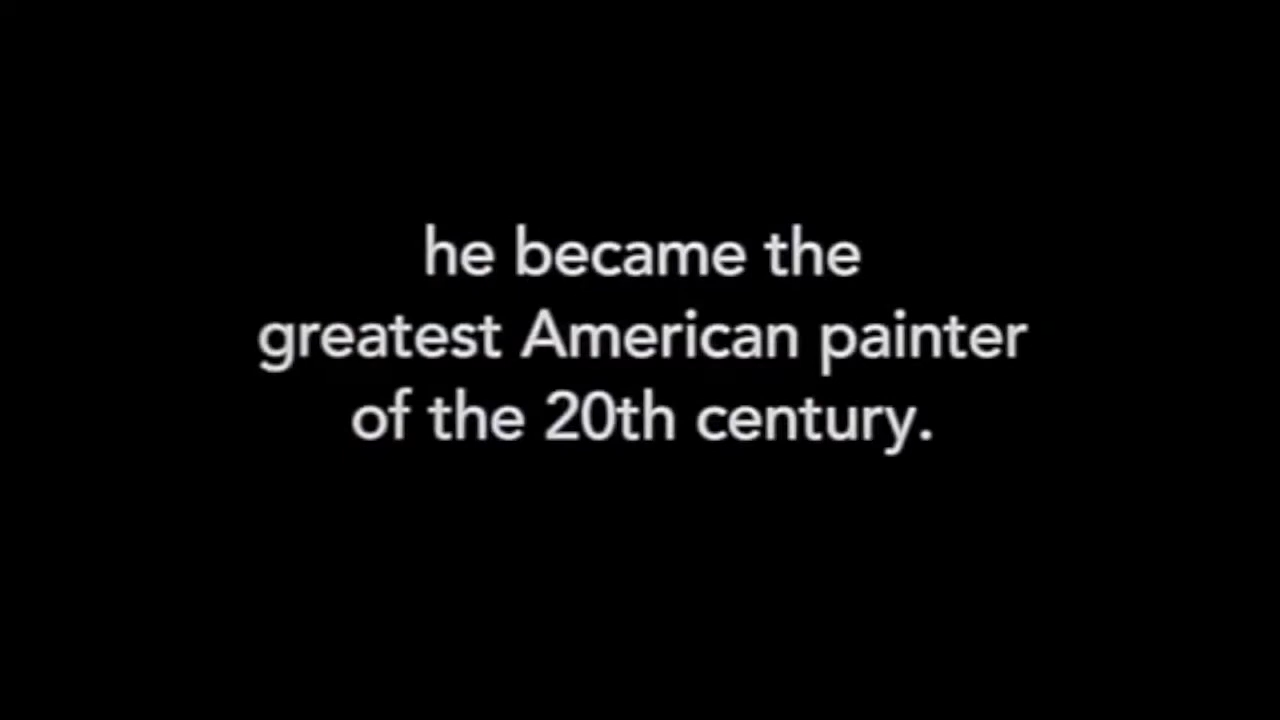 he became the
greatest American painter
of the 20th century.